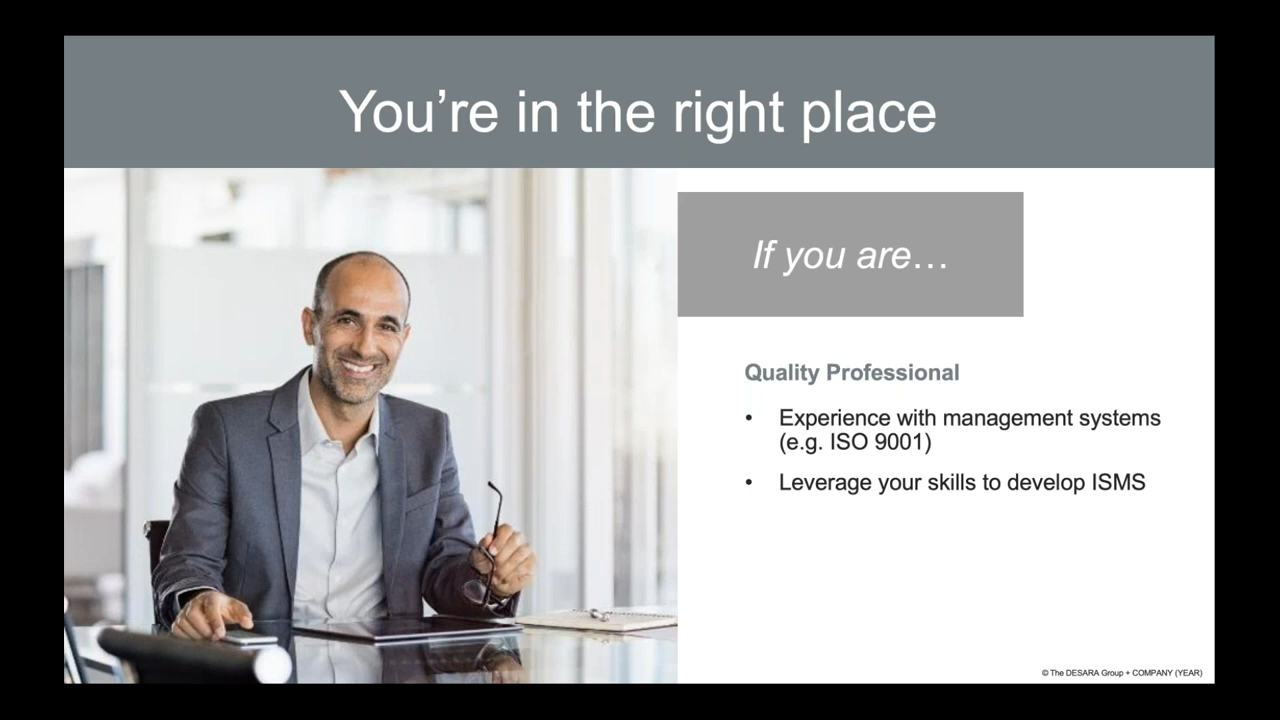 You’re in the right place
If you are…
Quality Professional
• Experience with management systems
(e.g. ISO 9001)
• Leverage your skills to develop ISMS
© The DESARA Group + COMPANY (YEAR)